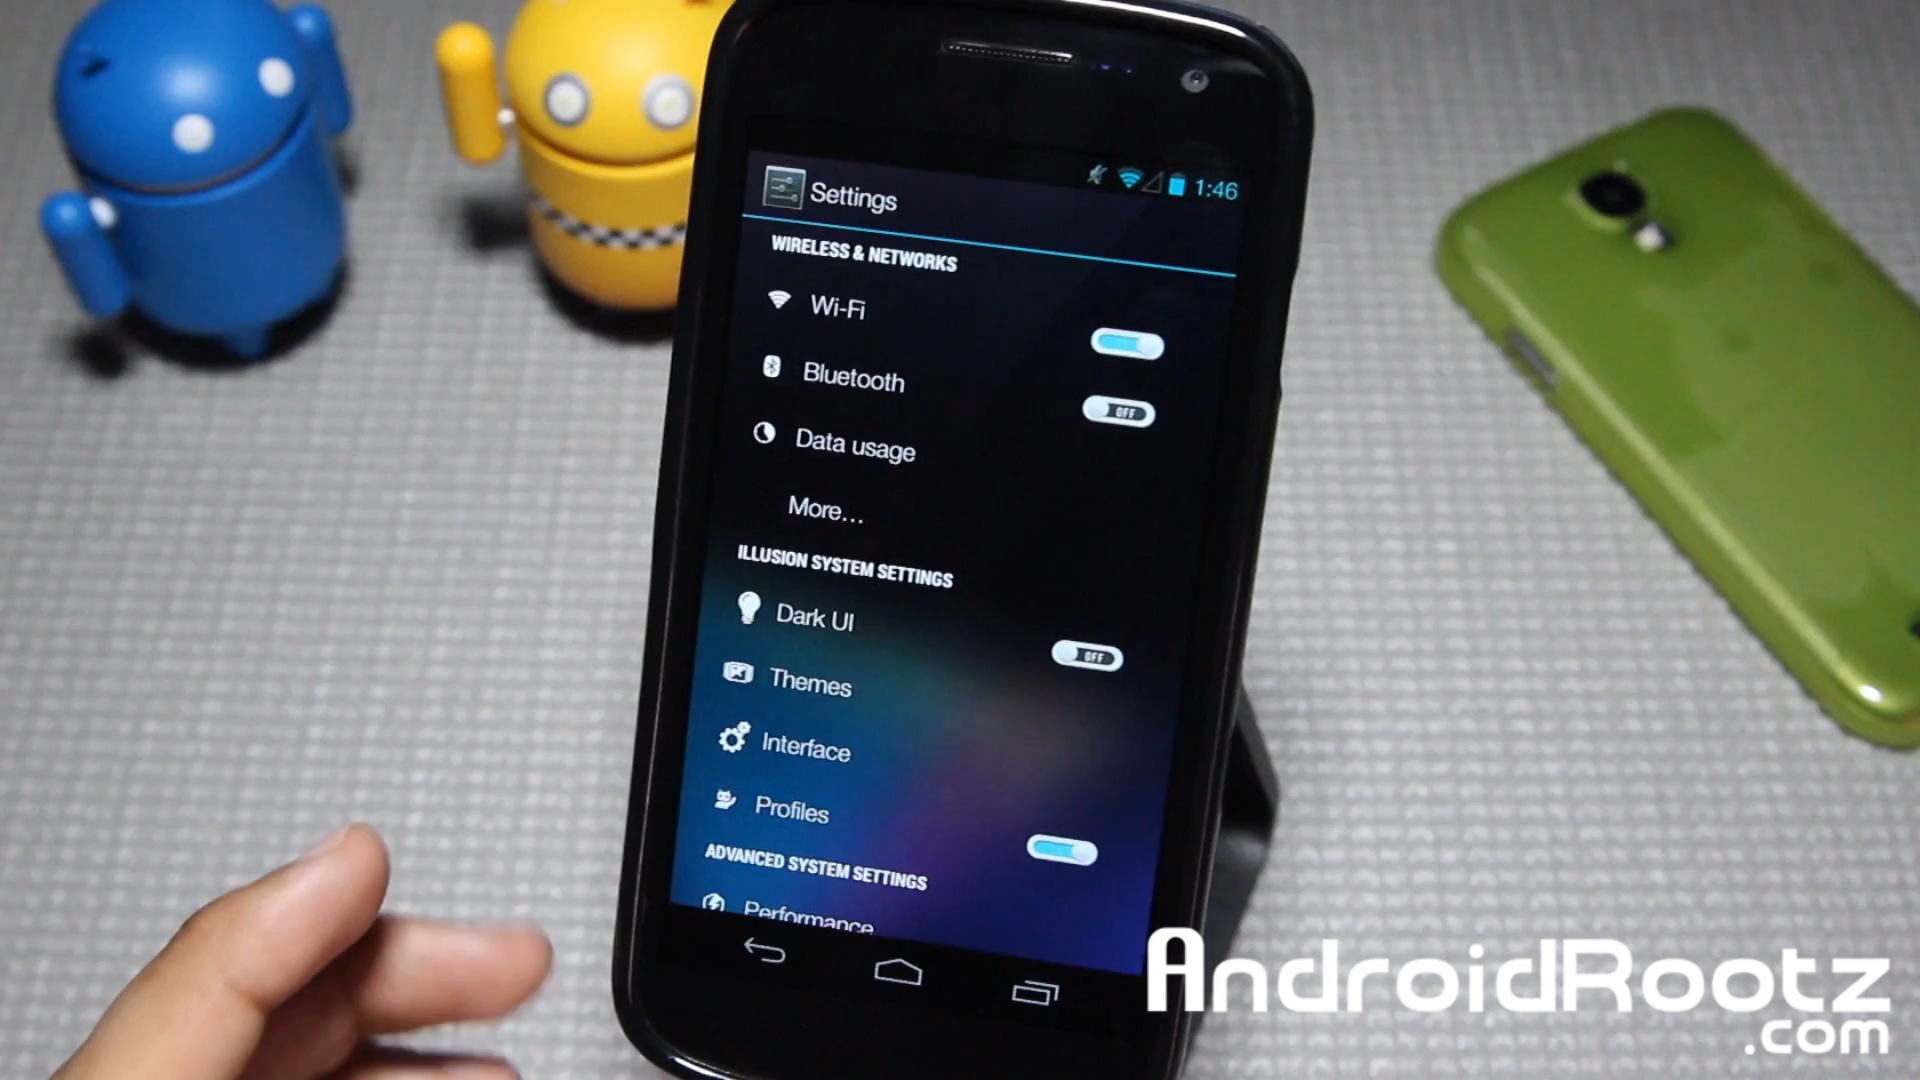 1:46
Settings
WIRELESS & NETWORKS
Wi-Fi
Bluetooth
OFF
Data usage
More...
ILLUSION SYSTEM SETTINGS
Dark UI
OFF
Themes
Interface
Profiles
ADVANCED SYSTEM SETTINGS
Performance
AndroidRootz
.com